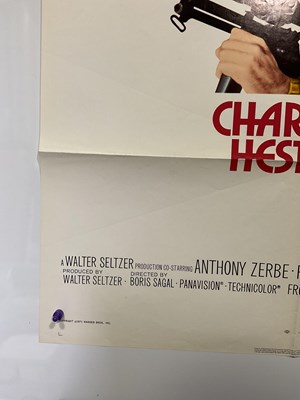 CHAR
HEST
A WALTER SELTZER PRODUCTION CO-STARRING ANTHONY ZERBE ·
PRODUCED BY DIRECTED BY
WALTER SELTZER · BORIS SAGAL · PANAVISION® · TECHNICOLOR® FR